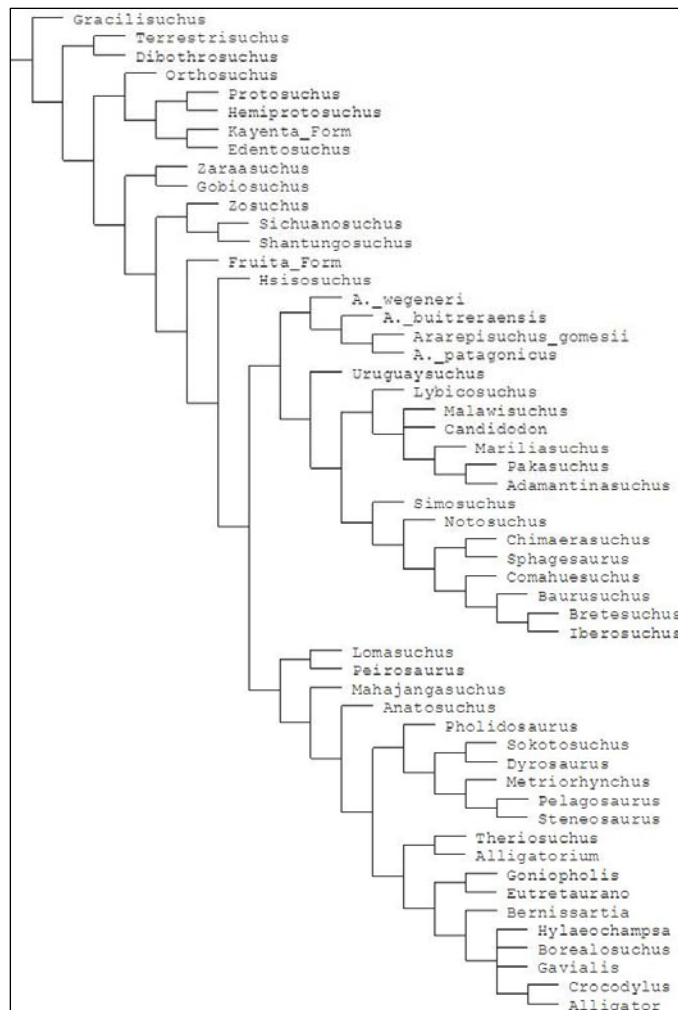 Gracilisuchus
Terrestrisuchus
Dibothrosuchus
Orthosuchus
Protosuchus
Hemiprotosuchus
Kayenta_Form
Edentosuchus
Zaraasuchus
Gobiosuchus
Zosuchus
Sichuanosuchus
Shantungosuchus
Fruita_Form
Hsisosuchus
A._wegeneri
A._buitreraensis
Ararepisuchus_gomesii
A._patagonicus
Uruguaysuchus
Lybicosuchus
Malawisuchus
Candidodon
Mariliasuchus
Pakasuchus
Adamantinasuchus
Simosuchus
Notosuchus
Chimaerasuchus
Sphagesaurus
Comahuesuchus
Baurusuchus
Bretesuchus
Iberosuchus
Lomasuchus
Peirosaurus
Mahajangasuchus
Anatosuchus
Pholidosaurus
Sokotosuchus
Dyrosaurus
Metriorhynchus
Pelagosaurus
Steneosaurus
Theriosuchus
Alligatorium
Goniopholis
Eutretaurano
Bernissartia
Hylaeochampsa
Borealosuchus
Gavialis
Crocodylus
Alligator